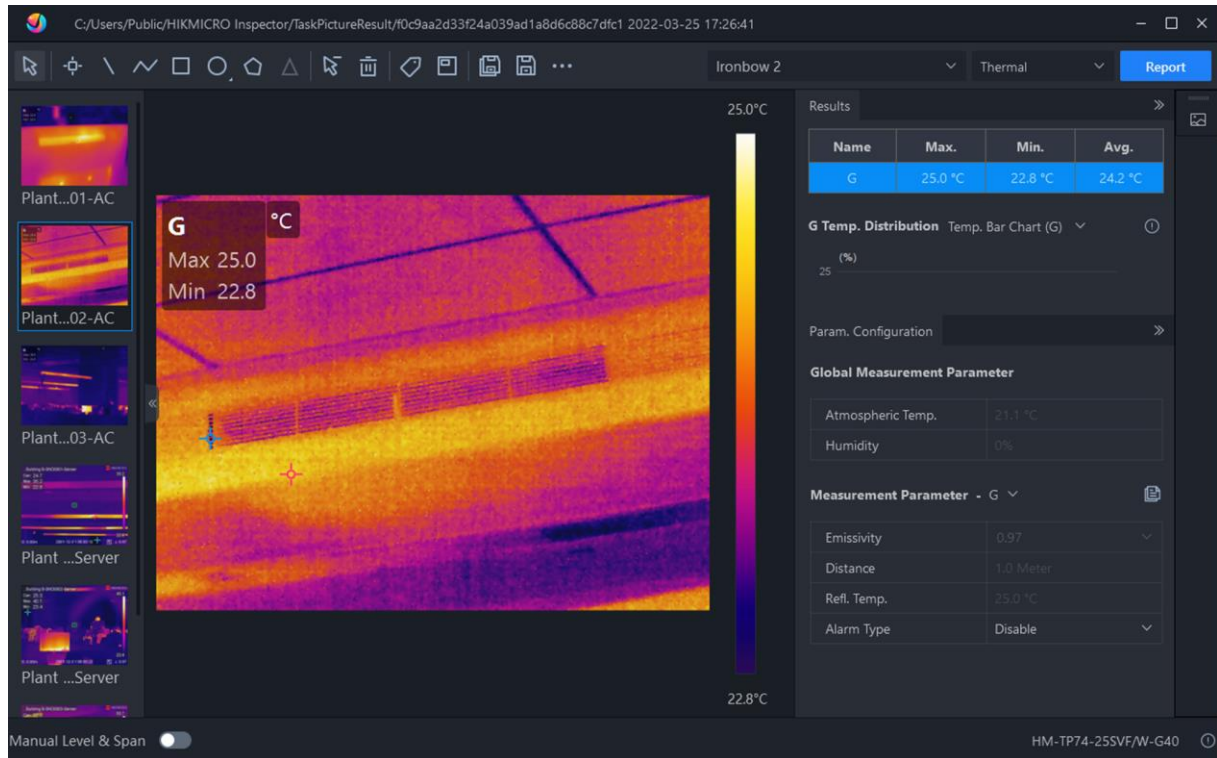 C:/Users/Public/HIKMICRO Inspector/TaskPictureResult/f0c9aa2d33f24a039ad1a8d6c88c7dfc1 2022-03-25 17:26:41
Ironbow 2
Thermal
Report
Plant...01-AC
Plant...02-AC
Plant...03-AC
Plant ...Server
Plant ...Server
G
°C
Max 25.0
Min 22.8
25.0°C
22.8°C
Results
Name Max. Min. Avg.
G 25.0 °C 22.8 °C 24.2 °C
G Temp. Distribution Temp. Bar Chart (G)
(%)
25
Param. Configuration
Global Measurement Parameter
Atmospheric Temp. 21.1 °C
Humidity 0%
Measurement Parameter - G
Emissivity 0.97
Distance 1.0 Meter
Refl. Temp. 25.0 °C
Alarm Type Disable
Manual Level & Span
HM-TP74-25SVF/W-G40